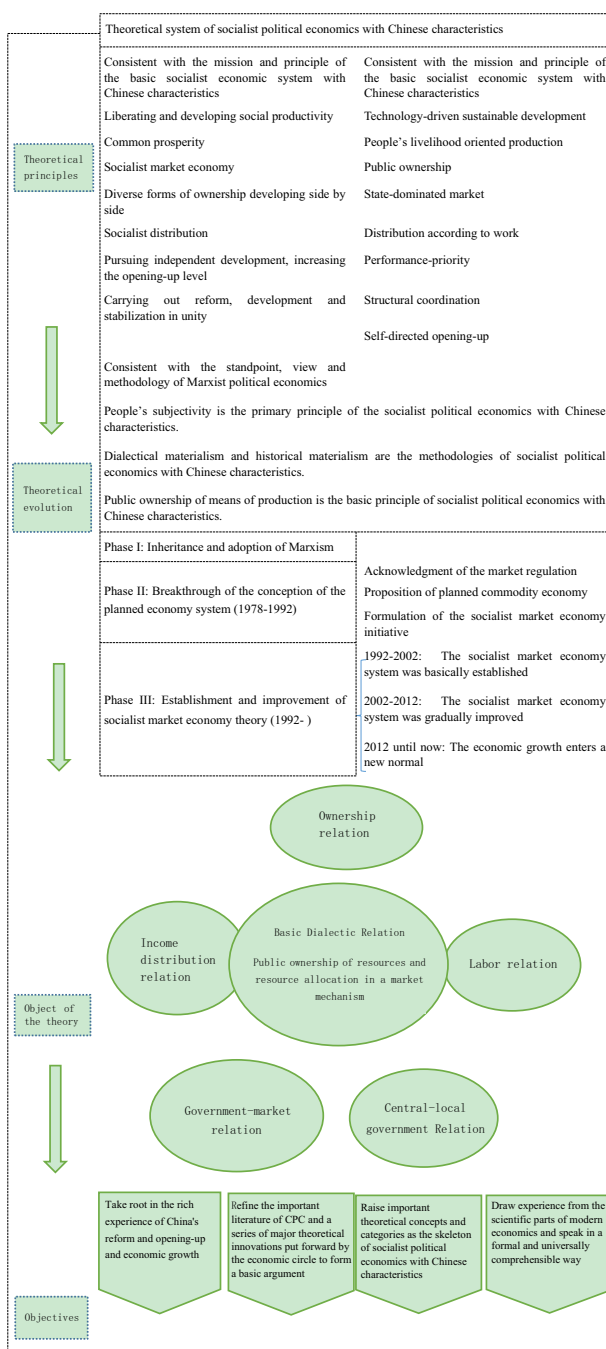 Theoretical system of socialist political economics with Chinese characteristics
Theoretical
principles
Consistent with the mission and principle of
the basic socialist economic system with
Chinese characteristics
Liberating and developing social productivity
Common prosperity
Socialist market economy
Diverse forms of ownership developing side by
side
Socialist distribution
Pursuing independent development, increasing
the opening-up level
Carrying out reform, development and
stabilization in unity
Consistent with the mission and principle of
the basic socialist economic system with
Chinese characteristics
Technology-driven sustainable development
People's livelihood oriented production
Public ownership
State-dominated market
Distribution according to work
Performance-priority
Structural coordination
Self-directed opening-up
Consistent with the standpoint, view and
methodology of Marxist political economics
People's subjectivity is the primary principle of the socialist political economics with Chinese
characteristics.
Dialectical materialism and historical materialism are the methodologies of socialist political
economics with Chinese characteristics.
Public ownership of means of production is the basic principle of socialist political economics with
Chinese characteristics.
Theoretical
evolution
Phase I: Inheritance and adoption of Marxism
Phase II: Breakthrough of the conception of the
planned economy system (1978-1992)
Acknowledgment of the market regulation
Proposition of planned commodity economy
Formulation of the socialist market economy
initiative
Phase III: Establishment and improvement of
socialist market economy theory (1992- )
1992-2002: The socialist market economy
system was basically established
2002-2012: The socialist market economy
system was gradually improved
2012 until now: The economic growth enters a
new normal
Object of
the theory
Ownership
relation
Income
distribution
relation
Basic Dialectic Relation
Public ownership of resources and
resource allocation in a market
mechanism
Labor relation
Government-market
relation
Central-local
government Relation
Objectives
Take root in the rich
experience of China's
reform and opening-up
and economic growth
Refine the important
literature of CPC and a
series of major theoretical
innovations put forward by
the economic circle to form
a basic argument
Raise important
theoretical concepts and
categories as the skeleton
of socialist political
economics with Chinese
characteristics
Draw experience from the
scientific parts of modern
economics and speak in a
formal and universally
comprehensible way